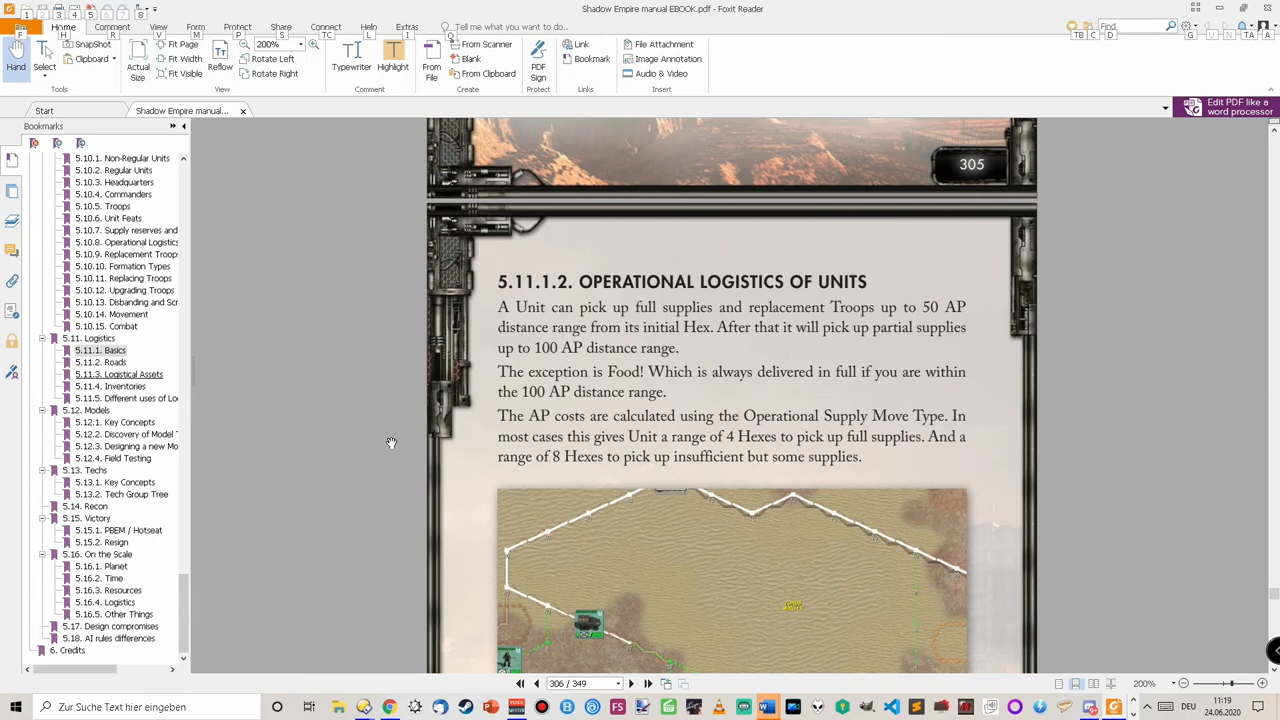 Shadow Empire manual EBOOK.pdf - Foxit Reader
File Home Comment View Form Protect Share Connect Help Extras Tell me what you want to do... Find
Hand
Select
SnapShot
Clipboard
Tools
Actual Size
Fit Page
Fit Width
Fit Visible
Reflow
200%
Rotate Left
Rotate Right
View
Typewriter
Highlight
Comment
From File
From Scanner
Blank
From Clipboard
Create
PDF Sign
Protect
Link
Bookmark
Links
File Attachment
Image Annotation
Audio & Video
Insert
Start
Shadow Empire manual...
Edit PDF like a word processor
Bookmarks
5.10.1. Non-Regular Units
5.10.2. Regular Units
5.10.3. Headquarters
5.10.4. Commanders
5.10.5. Troops
5.10.6. Unit Feats
5.10.7. Supply reserves and
5.10.8. Operational Logistics
5.10.9. Replacement Troop
5.10.10. Formation Types
5.10.11. Replacing Troops
5.10.12. Upgrading Troops
5.10.13. Disbanding and Scr
5.10.14. Movement
5.10.15. Combat
5.11. Logistics
5.11.1. Basics
5.11.2. Roads
5.11.3. Logistical Assets
5.11.4. Inventories
5.11.5. Different uses of Lo
5.12. Models
5.12.1. Key Concepts
5.12.2. Discovery of Model
5.12.3. Designing a new Mo
5.12.4. Field Testing
5.13. Techs
5.13.1. Key Concepts
5.13.2. Tech Group Tree
5.14. Recon
5.15. Victory
5.15.1. PBEM / Hotseat
5.15.2. Resign
5.16. On the Scale
5.16.1. Planet
5.16.2. Time
5.16.3. Resources
5.16.4. Logistics
5.16.5. Other Things
5.17. Design compromises
5.18. AI rules differences
6. Credits
305
5.11.1.2. OPERATIONAL LOGISTICS OF UNITS
A Unit can pick up full supplies and replacement Troops up to 50 AP
distance range from its initial Hex. After that it will pick up partial supplies
up to 100 AP distance range.
The exception is Food! Which is always delivered in full if you are within
the 100 AP distance range.
The AP costs are calculated using the Operational Supply Move Type. In
most cases this gives Unit a range of 4 Hexes to pick up full supplies. And a
range of 8 Hexes to pick up insufficient but some supplies.
306 / 349
200%
Zur Suche Text hier eingeben
11:19
24.06.2020